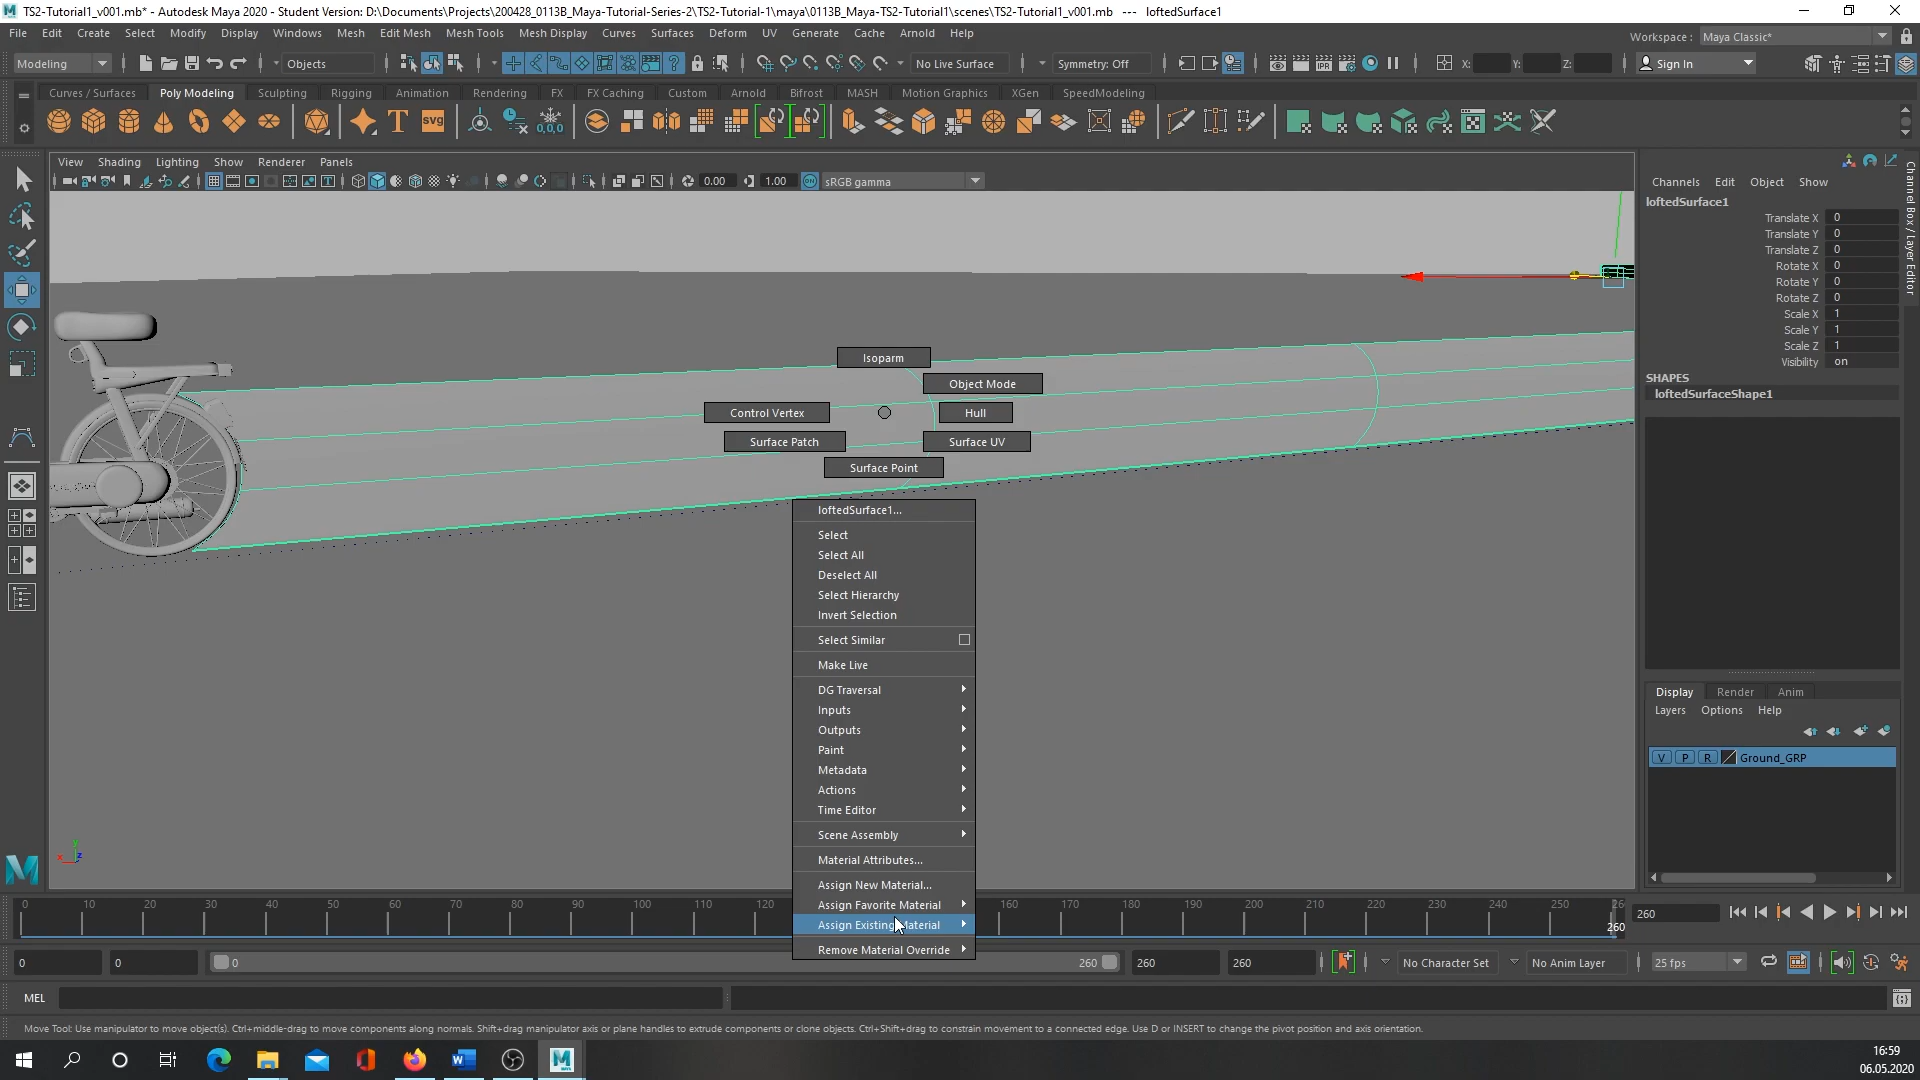 TS2-Tutorial1_v001.mb* - Autodesk Maya 2020 - Student Version: D:\Documents\Projects\200428_0113B_Maya-Tutorial-Series-2\TS2-Tutorial-1\maya\0113B_Maya-TS2-Tutorial1\scenes\TS2-Tutorial1_v001.mb --- loftedSurface1
File Edit Create Select Modify Display Windows Mesh Edit Mesh Mesh Tools Mesh Display Curves Surfaces Deform UV Generate Cache Arnold Help
Workspace : Maya Classic*
Modeling Objects No Live Surface Symmetry: Off X: Y: Z: Sign In
Curves / Surfaces Poly Modeling Sculpting Rigging Animation Rendering FX FX Caching Custom Arnold Bifrost MASH Motion Graphics XGen SpeedModeling
T svg 0,0,0
View Shading Lighting Show Renderer Panels
0.00 1.00 ON sRGB gamma
Channels Edit Object Show
loftedSurface1
Translate X 0
Translate Y 0
Translate Z 0
Rotate X 0
Rotate Y 0
Rotate Z 0
Scale X 1
Scale Y 1
Scale Z 1
Visibility on
SHAPES
loftedSurfaceShape1
Channel Box / Layer Editor
Isoparm
Object Mode
Control Vertex
Hull
Surface Patch
Surface UV
Surface Point
loftedSurface1...
Select
Select All
Deselect All
Select Hierarchy
Invert Selection
Select Similar
Make Live
DG Traversal
Inputs
Outputs
Paint
Metadata
Actions
Time Editor
Scene Assembly
Material Attributes...
Assign New Material...
Assign Favorite Material
Assign Existing Material
Remove Material Override
Display Render Anim
Layers Options Help
V P R Ground_GRP
y
x z
0 10 20 30 40 50 60 70 80 90 100 110 120 160 170 180 190 200 210 220 230 240 250 26
260
260
0 0 0 260 260 260 No Character Set No Anim Layer 25 fps
MEL
Move Tool: Use manipulator to move object(s). Ctrl+middle-drag to move components along normals. Shift+drag manipulator axis or plane handles to extrude components or clone objects. Ctrl+Shift+drag to constrain movement to a connected edge. Use D or INSERT to change the pivot position and axis orientation.
16:59
06.05.2020